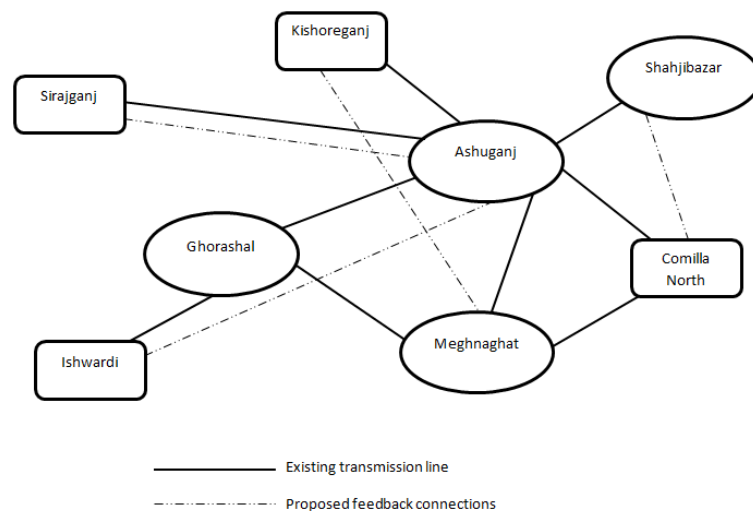 Kishoreganj
Shahjibazar
Sirajganj
Ashuganj
Ghorashal
Comilla
North
Meghnaghat
Ishwardi
Existing transmission line
Proposed feedback connections